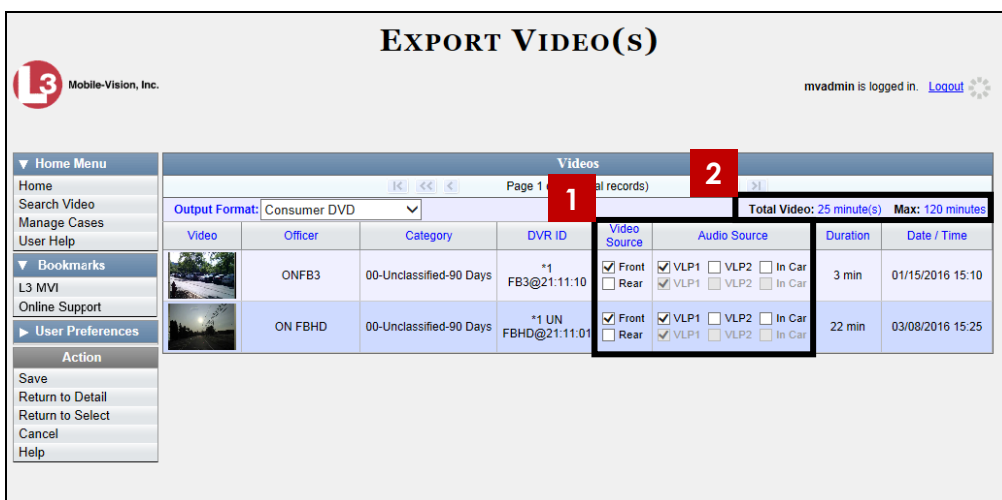 EXPORT VIDEO(S)
L3 Mobile-Vision, Inc.
mvadmin is logged in. Logout
▼ Home Menu
Home
Search Video
Manage Cases
User Help
▼ Bookmarks
L3 MVI
Online Support
► User Preferences
Action
Save
Return to Detail
Return to Select
Cancel
Help
Videos
Page 1 al records)
1
2
Output Format: Consumer DVD
Total Video: 25 minute(s) Max: 120 minutes
Video Officer Category DVR ID Video Source Audio Source Duration Date / Time
ONFB3 00-Unclassified-90 Days *1 FB3@21:11:10 Front VLP1 VLP2 In Car 3 min 01/15/2016 15:10
Rear VLP1 VLP2 In Car
ON FBHD 00-Unclassified-90 Days *1 UN FBHD@21:11:01 Front VLP1 VLP2 In Car 22 min 03/08/2016 15:25
Rear VLP1 VLP2 In Car